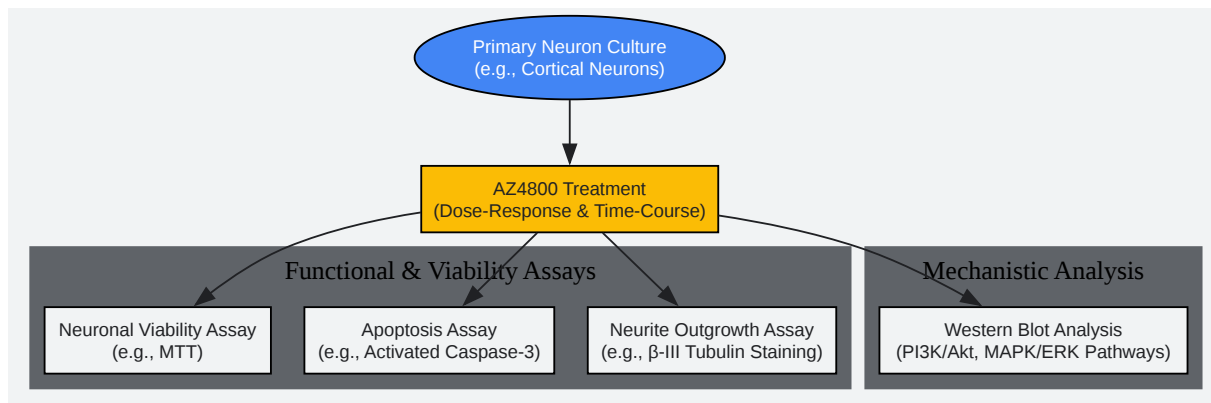 Primary Neuron Culture
(e.g., Cortical Neurons)
AZ4800 Treatment
(Dose-Response & Time-Course)
Functional & Viability Assays
Mechanistic Analysis
Neuronal Viability Assay
(e.g., MTT)
Apoptosis Assay
(e.g., Activated Caspase-3)
Neurite Outgrowth Assay
(e.g., β-III Tubulin Staining)
Western Blot Analysis
(PI3K/Akt, MAPK/ERK Pathways)